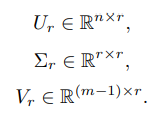 U_r ∈ ℝ^{n×r},
Σ_r ∈ ℝ^{r×r},
V_r ∈ ℝ^{(m−1)×r}.